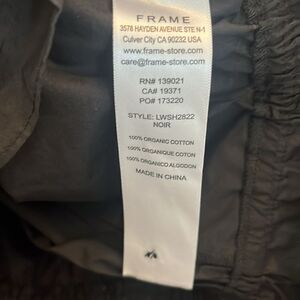 FRAME
3578 HAYDEN AVENUE STE N-1
Culver City CA 90232 USA
www.frame-store.com
care@frame-store.com
RN# 139021
CA# 19371
PO# 173220
STYLE: LWSH2822
NOIR
100% ORGANIC COTTON
100% ORGANIQUE COTON
100% ORGANICO ALGODON
MADE IN CHINA